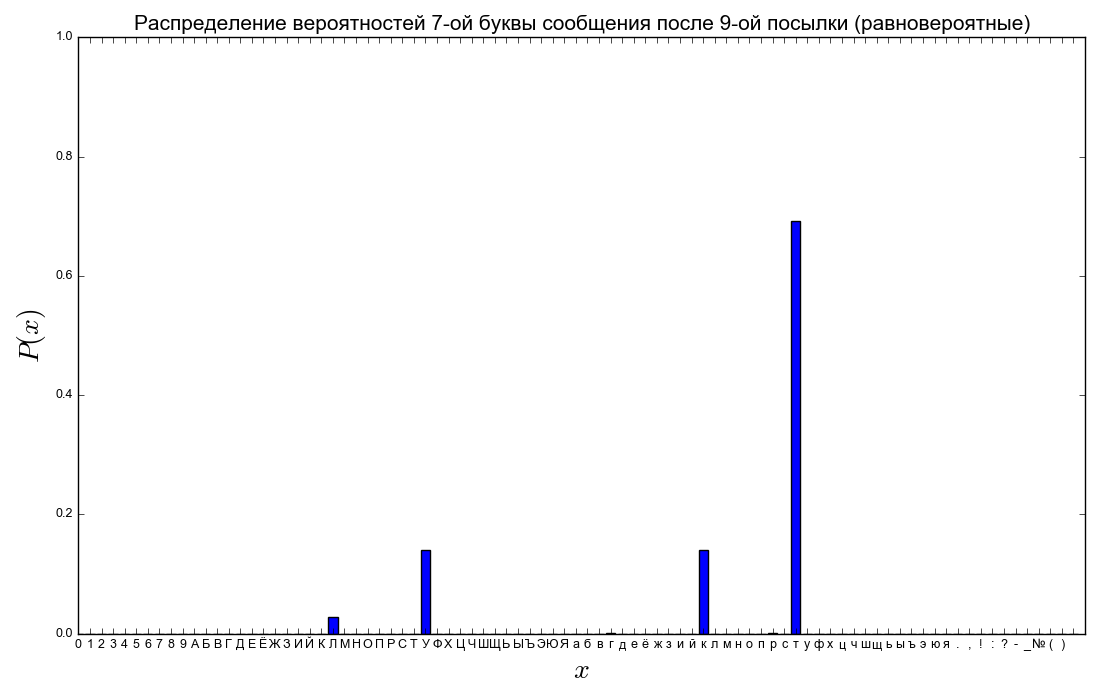 Распределение вероятностей 7-ой буквы сообщения после 9-ой посылки (равновероятные)
1.0
0.8
0.6
0.4
0.2
0.0
P(x)
0 1 2 3 4 5 6 7 8 9 А Б В Г Д Е Ё Ж З И Й К Л М Н О П Р С Т У Ф Х Ц Ч Ш Щ Ь Ы Ъ Э Ю Я а б в г д е ё ж з и й к л м н о п р с т у ф х ц ч ш щ ь ы ъ э ю я . , ! : ? - _ № ( )
x